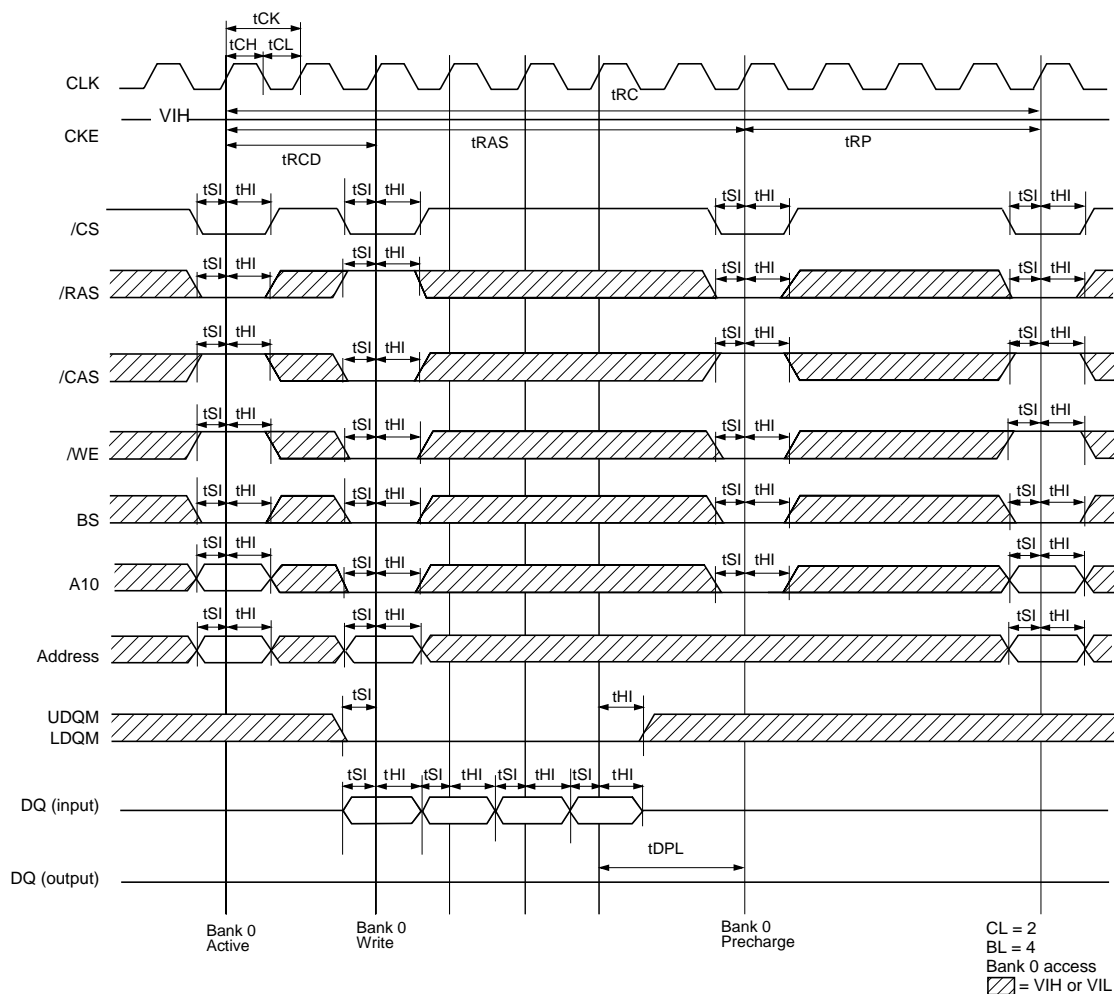 tCK
tCH tCL
CLK
tRC
VIH
CKE
tRAS tRP
tRCD
tSI tHI tSI tHI tSI tHI tSI tHI
/CS
tSI tHI
tSI tHI tSI tHI tSI tHI
/RAS
tSI tHI tSI tHI tSI tHI tSI tHI
/CAS
tSI tHI tSI tHI tSI tHI tSI tHI
/WE
tSI tHI tSI tHI tSI tHI tSI tHI
BS
tSI tHI tSI tHI tSI tHI tSI tHI
A10
tSI tHI tSI tHI tSI tHI
Address
tSI tHI
UDQM
LDQM
tSI tHI tSI tHI tSI tHI tSI tHI
DQ (input)
tDPL
DQ (output)
Bank 0
Active
Bank 0
Write
Bank 0
Precharge
CL = 2
BL = 4
Bank 0 access
= VIH or VIL